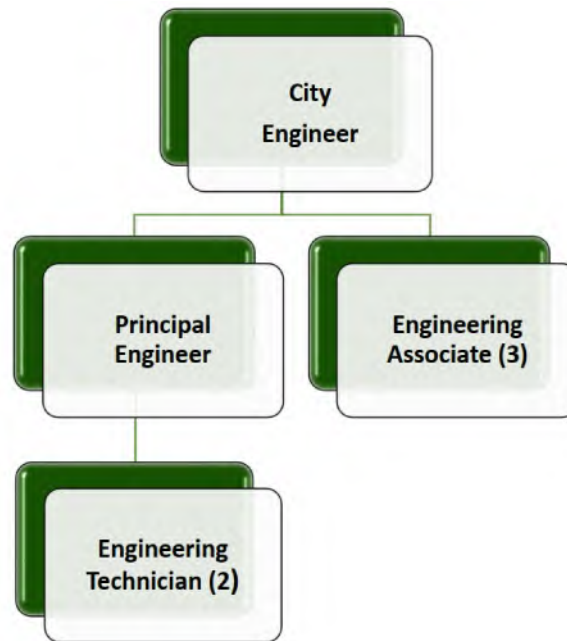 City
Engineer
Principal
Engineer
Engineering
Associate (3)
Engineering
Technician (2)